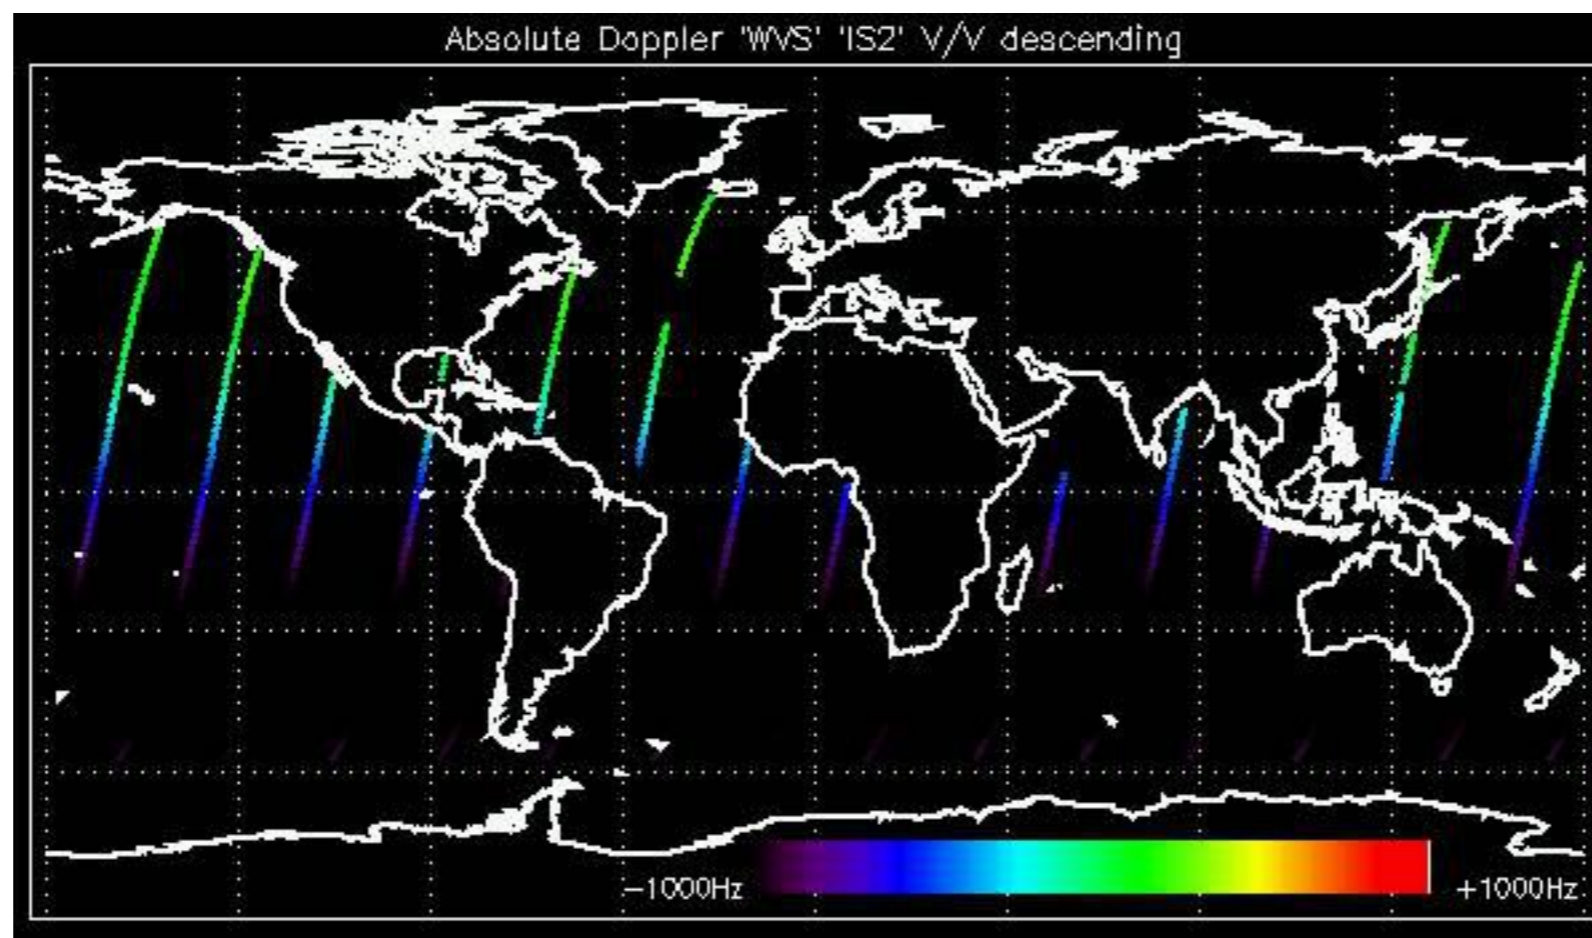 Absolute Doppler 'WVS' 'IS2' V/V descending
−1000Hz +1000Hz